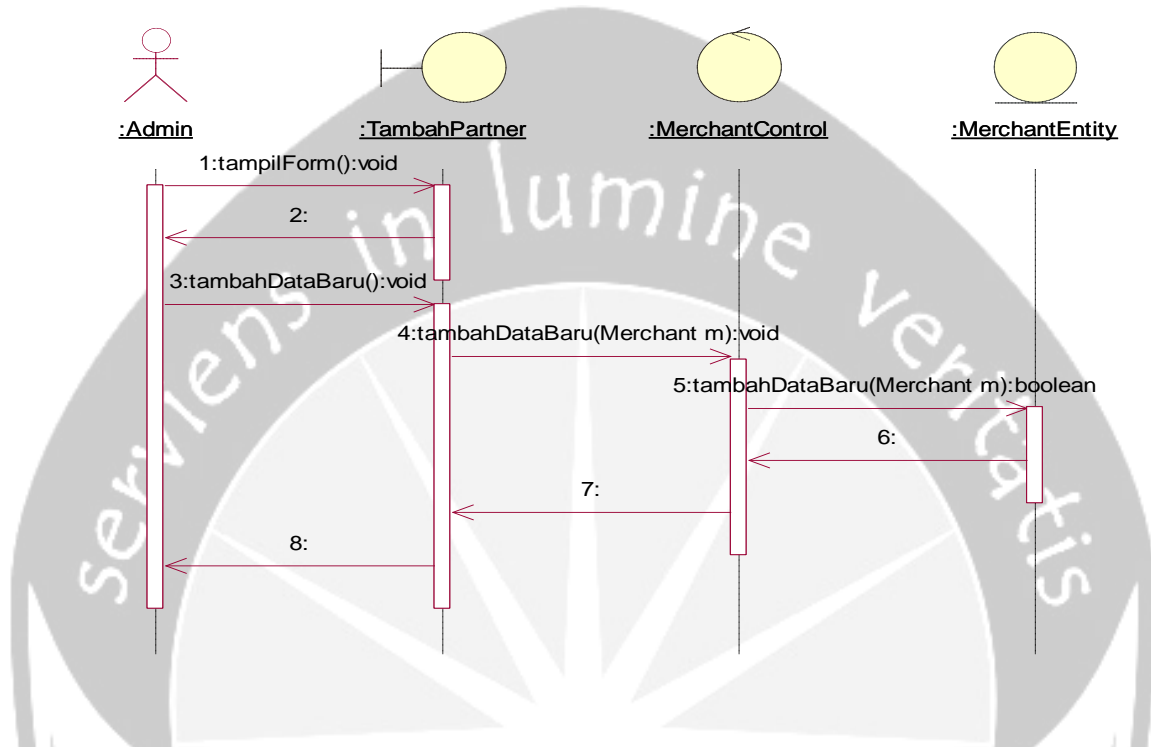 :Admin
:TambahPartner
:MerchantControl
:MerchantEntity
1:tampilForm():void
2:
3:tambahDataBaru():void
4:tambahDataBaru(Merchant m):void
5:tambahDataBaru(Merchant m):boolean
6:
7:
8:
serviens in lumine veritatis